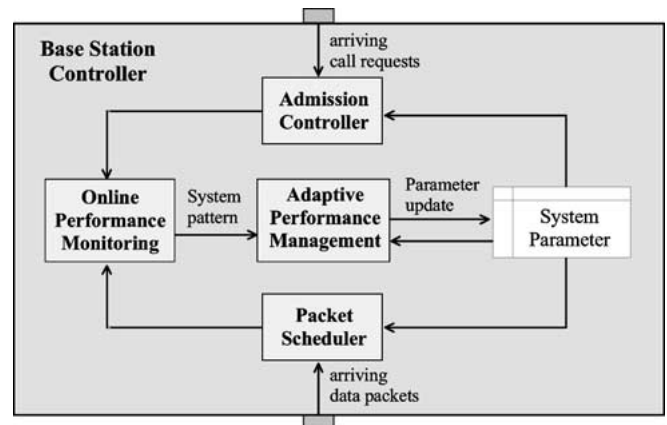 Base Station
Controller
arriving
call requests
Admission
Controller
Online
Performance
Monitoring
System
pattern
Adaptive
Performance
Management
Parameter
update
System
Parameter
Packet
Scheduler
arriving
data packets